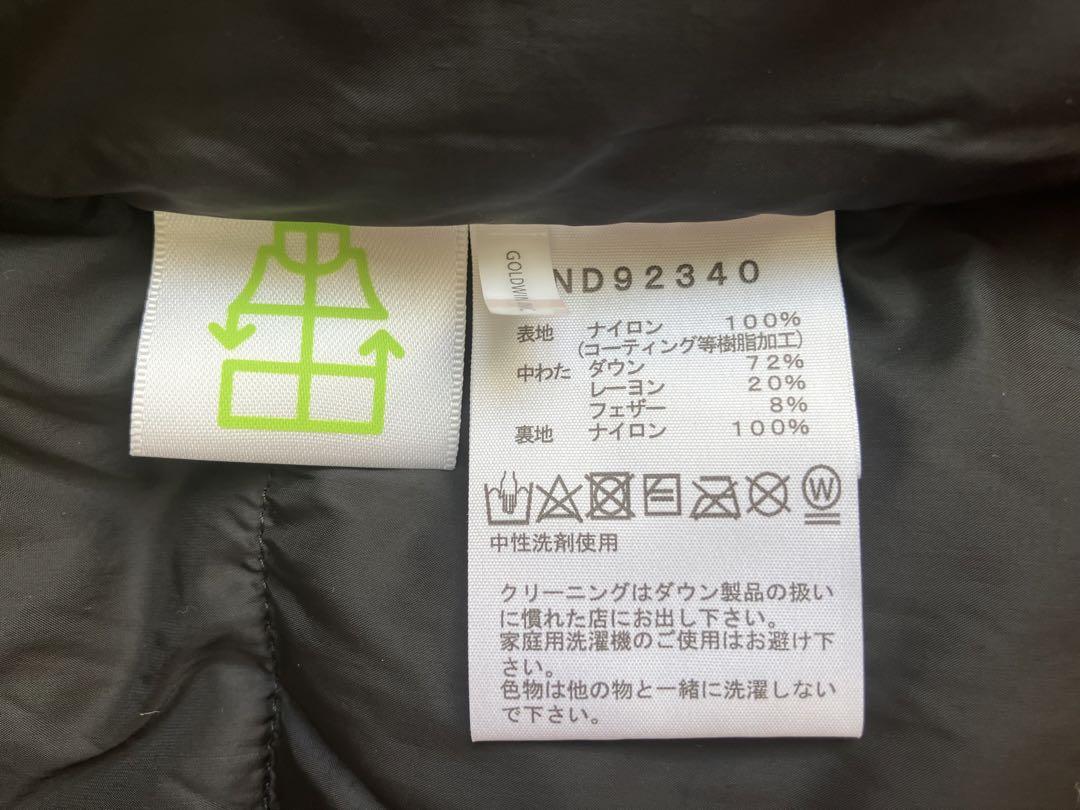 GOLDWIN
ND92340
表地 ナイロン 100%
(コーティング等樹脂加工)
中わた ダウン 72%
レーヨン 20%
フェザー 8%
裏地 ナイロン 100%
W
中性洗剤使用
クリーニングはダウン製品の扱い
に慣れた店にお出し下さい。
家庭用洗濯機のご使用はお避け下
さい。
色物は他の物と一緒に洗濯しない
で下さい。